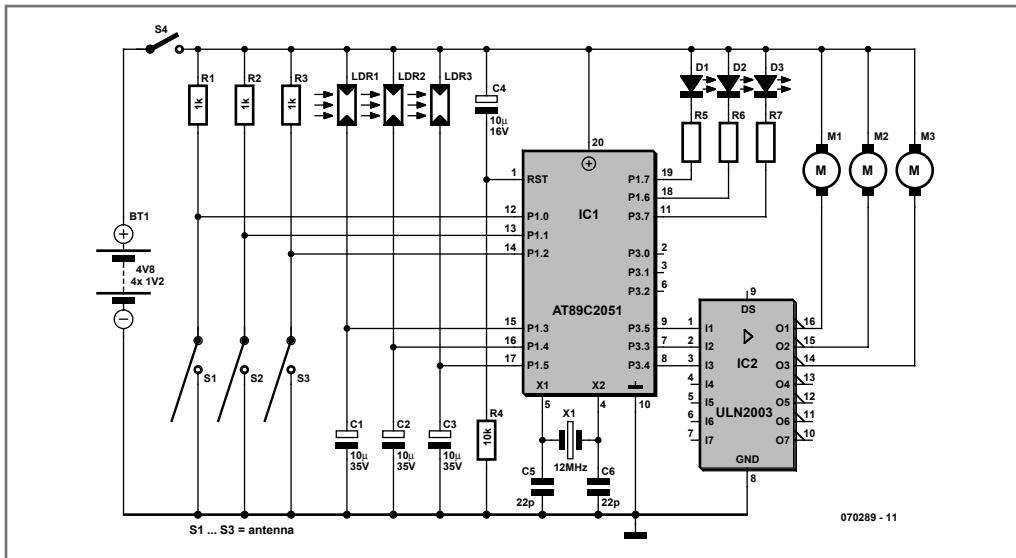 S4
R1 R2 R3 LDR1 LDR2 LDR3 C4 D1 D2 D3
1k 1k 1k
10μ
16V
R5 R6 R7
M1 M2 M3
M M M
20
1 RST P1.7 19
IC1 P1.6 18
12 P1.0 P3.7 11
13 P1.1
14 P1.2 P3.0 2
P3.1 3
P3.2 6
BT1
4V8
4x 1V2
AT89C2051
15 P1.3 P3.5 9
16 P1.4 P3.3 7
17 P1.5 P3.4 8
X1 X2
5 4 10
9
DS
1 I1 O1 16
2 I2 O2 15
3 I3 IC2 O3 14
4 I4 O4 13
5 I5 ULN2003 O5 12
6 I6 O6 11
7 I7 O7 10
GND
8
S1 S2 S3
C1 C2 C3 R4
10μ 10μ 10μ 10k
35V 35V 35V
X1
12MHz
C5 C6
22p 22p
S1 ... S3 = antenna
070289 - 11